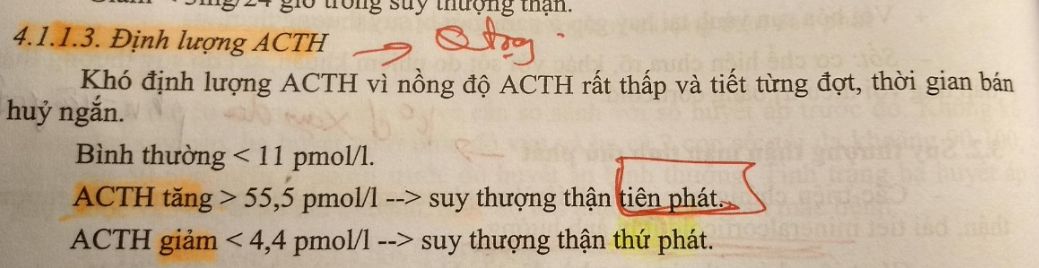 giờ trong suy thượng thận.
4.1.1.3. Định lượng ACTH
Khó định lượng ACTH vì nồng độ ACTH rất thấp và tiết từng đợt, thời gian bán
huỷ ngắn.
Bình thường < 11 pmol/l.
ACTH tăng > 55,5 pmol/l --> suy thượng thận tiên phát.
ACTH giảm < 4,4 pmol/l --> suy thượng thận thứ phát.